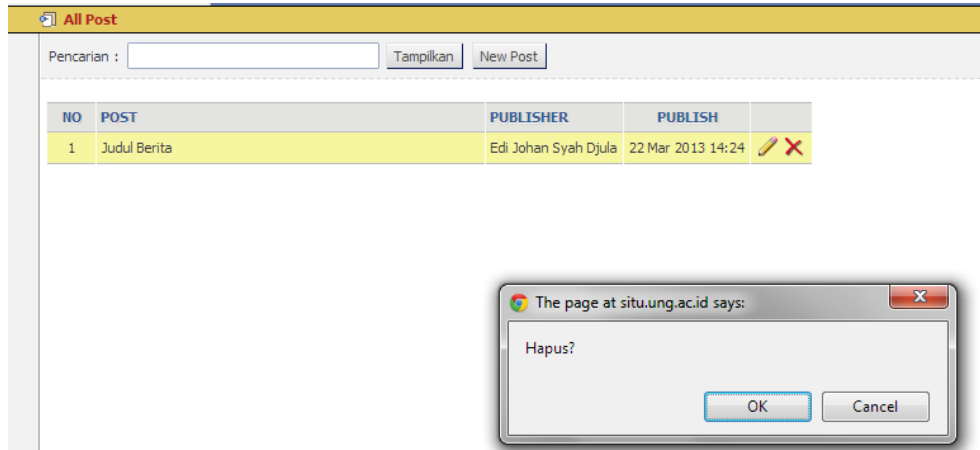 All Post
Pencarian : Tampilkan New Post
NO POST PUBLISHER PUBLISH
1 Judul Berita Edi Johan Syah Djula 22 Mar 2013 14:24
The page at situ.ung.ac.id says:
Hapus?
OK Cancel